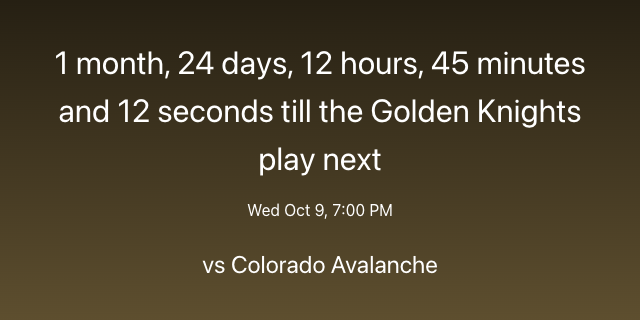 1 month, 24 days, 12 hours, 45 minutes
and 12 seconds till the Golden Knights
play next
Wed Oct 9, 7:00 PM
vs Colorado Avalanche